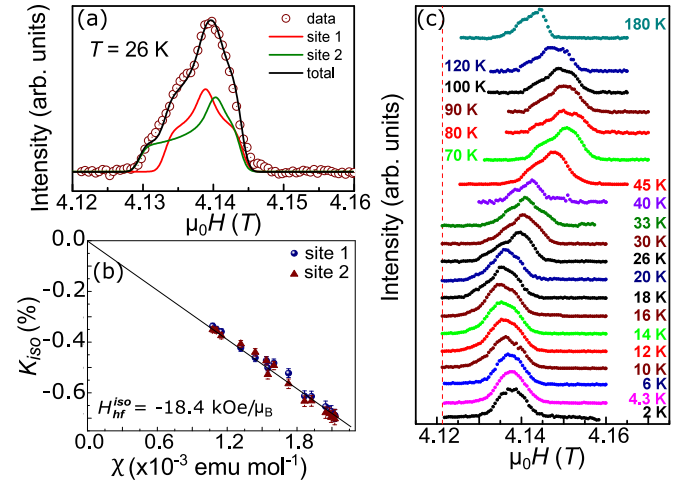 (a)
T = 26 K
data
site 1
site 2
total
Intensity (arb. units)
4.12 4.13 4.14 4.15 4.16
μ₀H (T)
(b)
site 1
site 2
K_iso (%)
0.0
-0.2
-0.4
-0.6
H_hf^iso = -18.4 kOe/μ_B
0.0 0.6 1.2 1.8
χ (x10⁻³ emu mol⁻¹)
(c)
180 K
120 K
100 K
90 K
80 K
70 K
45 K
40 K
33 K
30 K
26 K
20 K
18 K
16 K
14 K
12 K
10 K
6 K
4.3 K
2 K
Intensity (arb. units)
4.12 4.14 4.16
μ₀H (T)